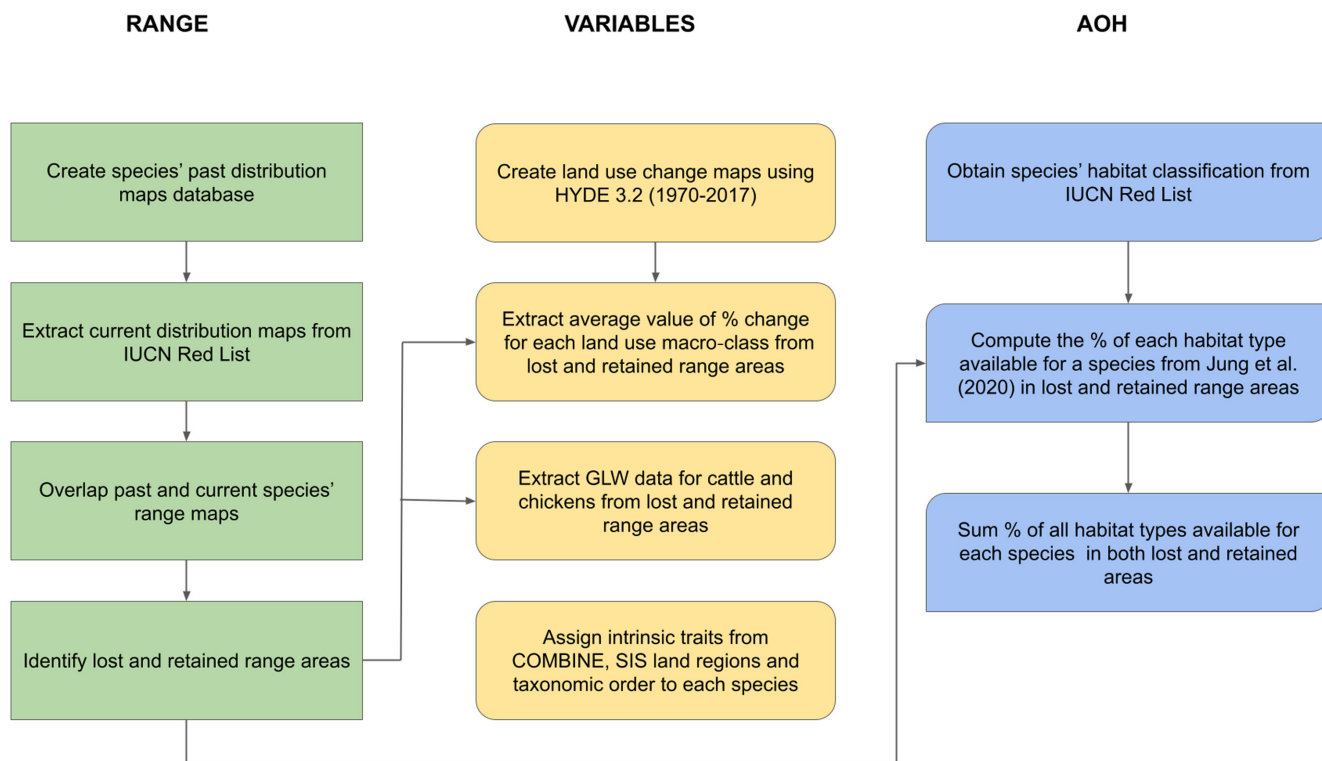 RANGE
Create species’ past distribution
maps database
Extract current distribution maps from
IUCN Red List
Overlap past and current species’
range maps
Identify lost and retained range areas
VARIABLES
Create land use change maps using
HYDE 3.2 (1970-2017)
Extract average value of % change
for each land use macro-class from
lost and retained range areas
Extract GLW data for cattle and
chickens from lost and retained
range areas
Assign intrinsic traits from
COMBINE, SIS land regions and
taxonomic order to each species
AOH
Obtain species’ habitat classification from
IUCN Red List
Compute the % of each habitat type
available for a species from Jung et al.
(2020) in lost and retained range areas
Sum % of all habitat types available for
each species in both lost and retained
areas